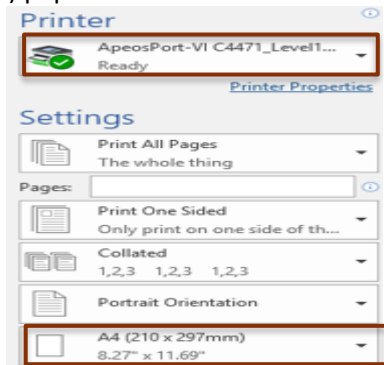 Printer
ApeosPort-VI C4471_Level1...
Ready
Printer Properties
Settings
Print All Pages
The whole thing
Pages:
Print One Sided
Only print on one side of th...
Collated
1,2,3 1,2,3 1,2,3
Portrait Orientation
A4 (210 x 297mm)
8.27" x 11.69"